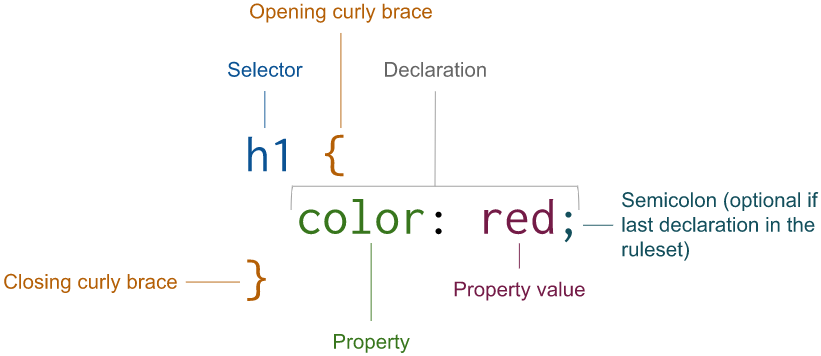 Opening curly brace
Selector
Declaration
h1 {
color: red;
Semicolon (optional if
last declaration in the
ruleset)
}
Closing curly brace
Property value
Property